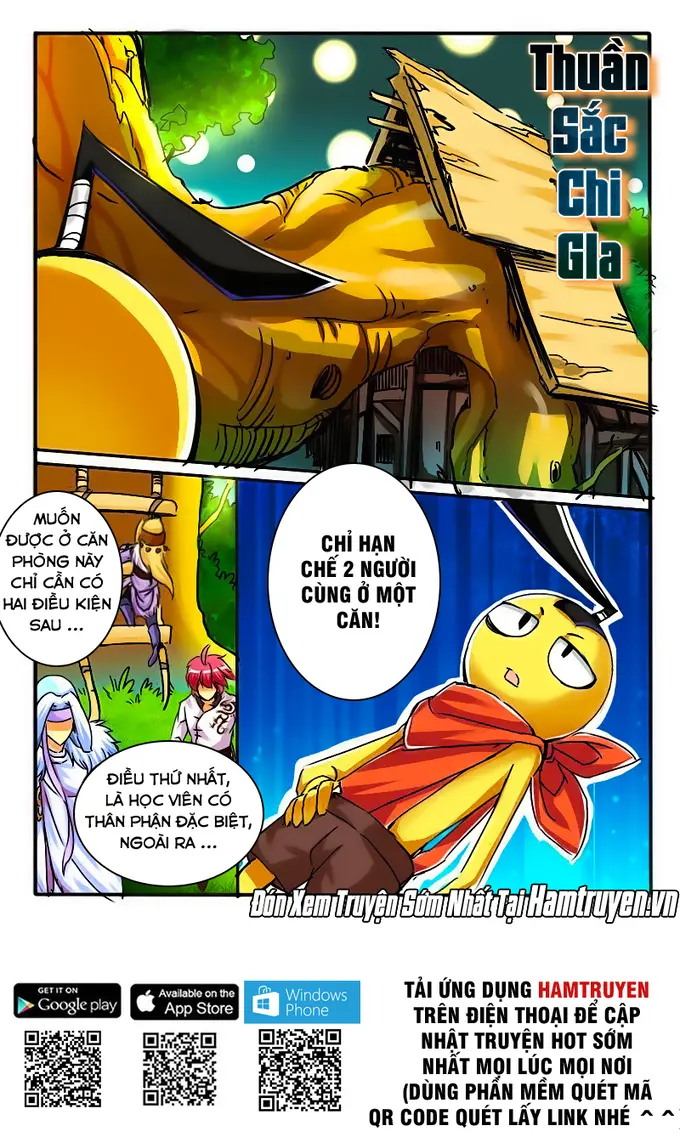 Thuần
Sắc
Chi
Gla
MUỐN
ĐƯỢC Ở CĂN
PHÒNG NÀY
CHỈ CẦN CÓ
HAI ĐIỀU KIỆN
SAU ...
CHỈ HẠN
CHẾ 2 NGƯỜI
CÙNG Ở MỘT
CĂN!
ĐIỀU THỨ NHẤT,
LÀ HỌC VIÊN CÓ
THÂN PHẬN ĐẶC BIỆT,
NGOÀI RA ...
Đón Xem Truyện Sớm Nhất Tại Hamtruyen.vn
GET IT ON
Google play
Available on the
App Store
Windows
Phone
TẢI ỨNG DỤNG HAMTRUYEN
TRÊN ĐIỆN THOẠI ĐỂ CẬP
NHẬT TRUYỆN HOT SỚM
NHẤT MỌI LÚC MỌI NƠI
(DÙNG PHẦN MỀM QUÉT MÃ
QR CODE QUÉT LẤY LINK NHÉ ^ ^)